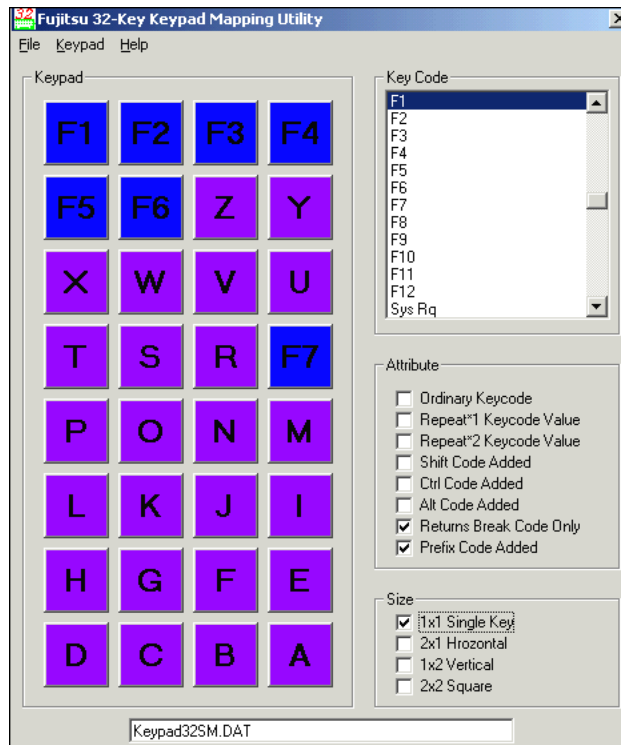 32 Fujitsu 32-Key Keypad Mapping Utility
File Keypad Help
Keypad
F1 F2 F3 F4
F5 F6 Z Y
X W V U
T S R F7
P O N M
L K J I
H G F E
D C B A
Key Code
F1
F2
F3
F4
F5
F6
F7
F8
F9
F10
F11
F12
Sys Rq
Attribute
Ordinary Keycode
Repeat*1 Keycode Value
Repeat*2 Keycode Value
Shift Code Added
Ctrl Code Added
Alt Code Added
Returns Break Code Only
Prefix Code Added
Size
1x1 Single Key
2x1 Hrozontal
1x2 Vertical
2x2 Square
Keypad32SM.DAT